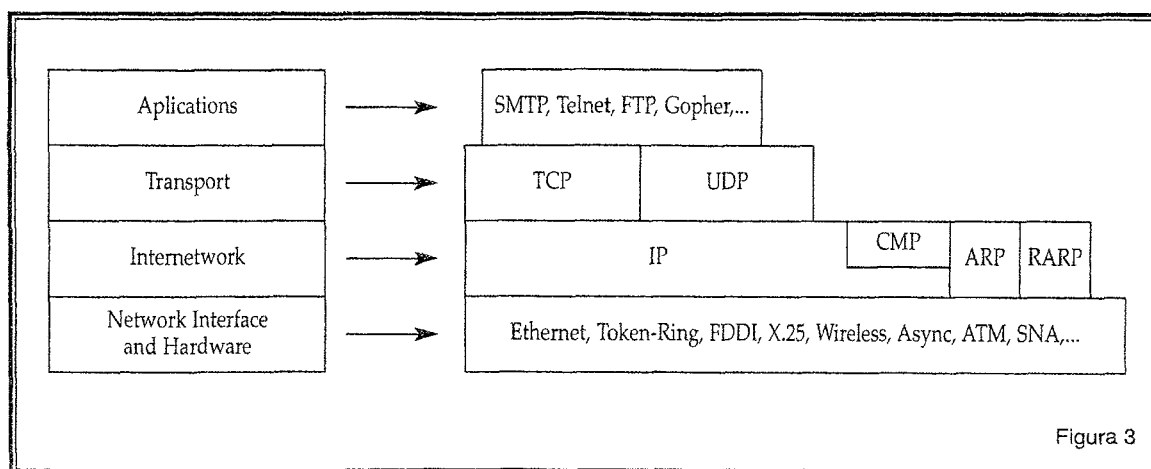 Aplications
SMTP, Telnet, FTP, Gopher,...
Transport
TCP
UDP
Internetwork
IP
CMP
ARP
RARP
Network Interface
and Hardware
Ethernet, Token-Ring, FDDI, X.25, Wireless, Async, ATM, SNA,...
Figura 3